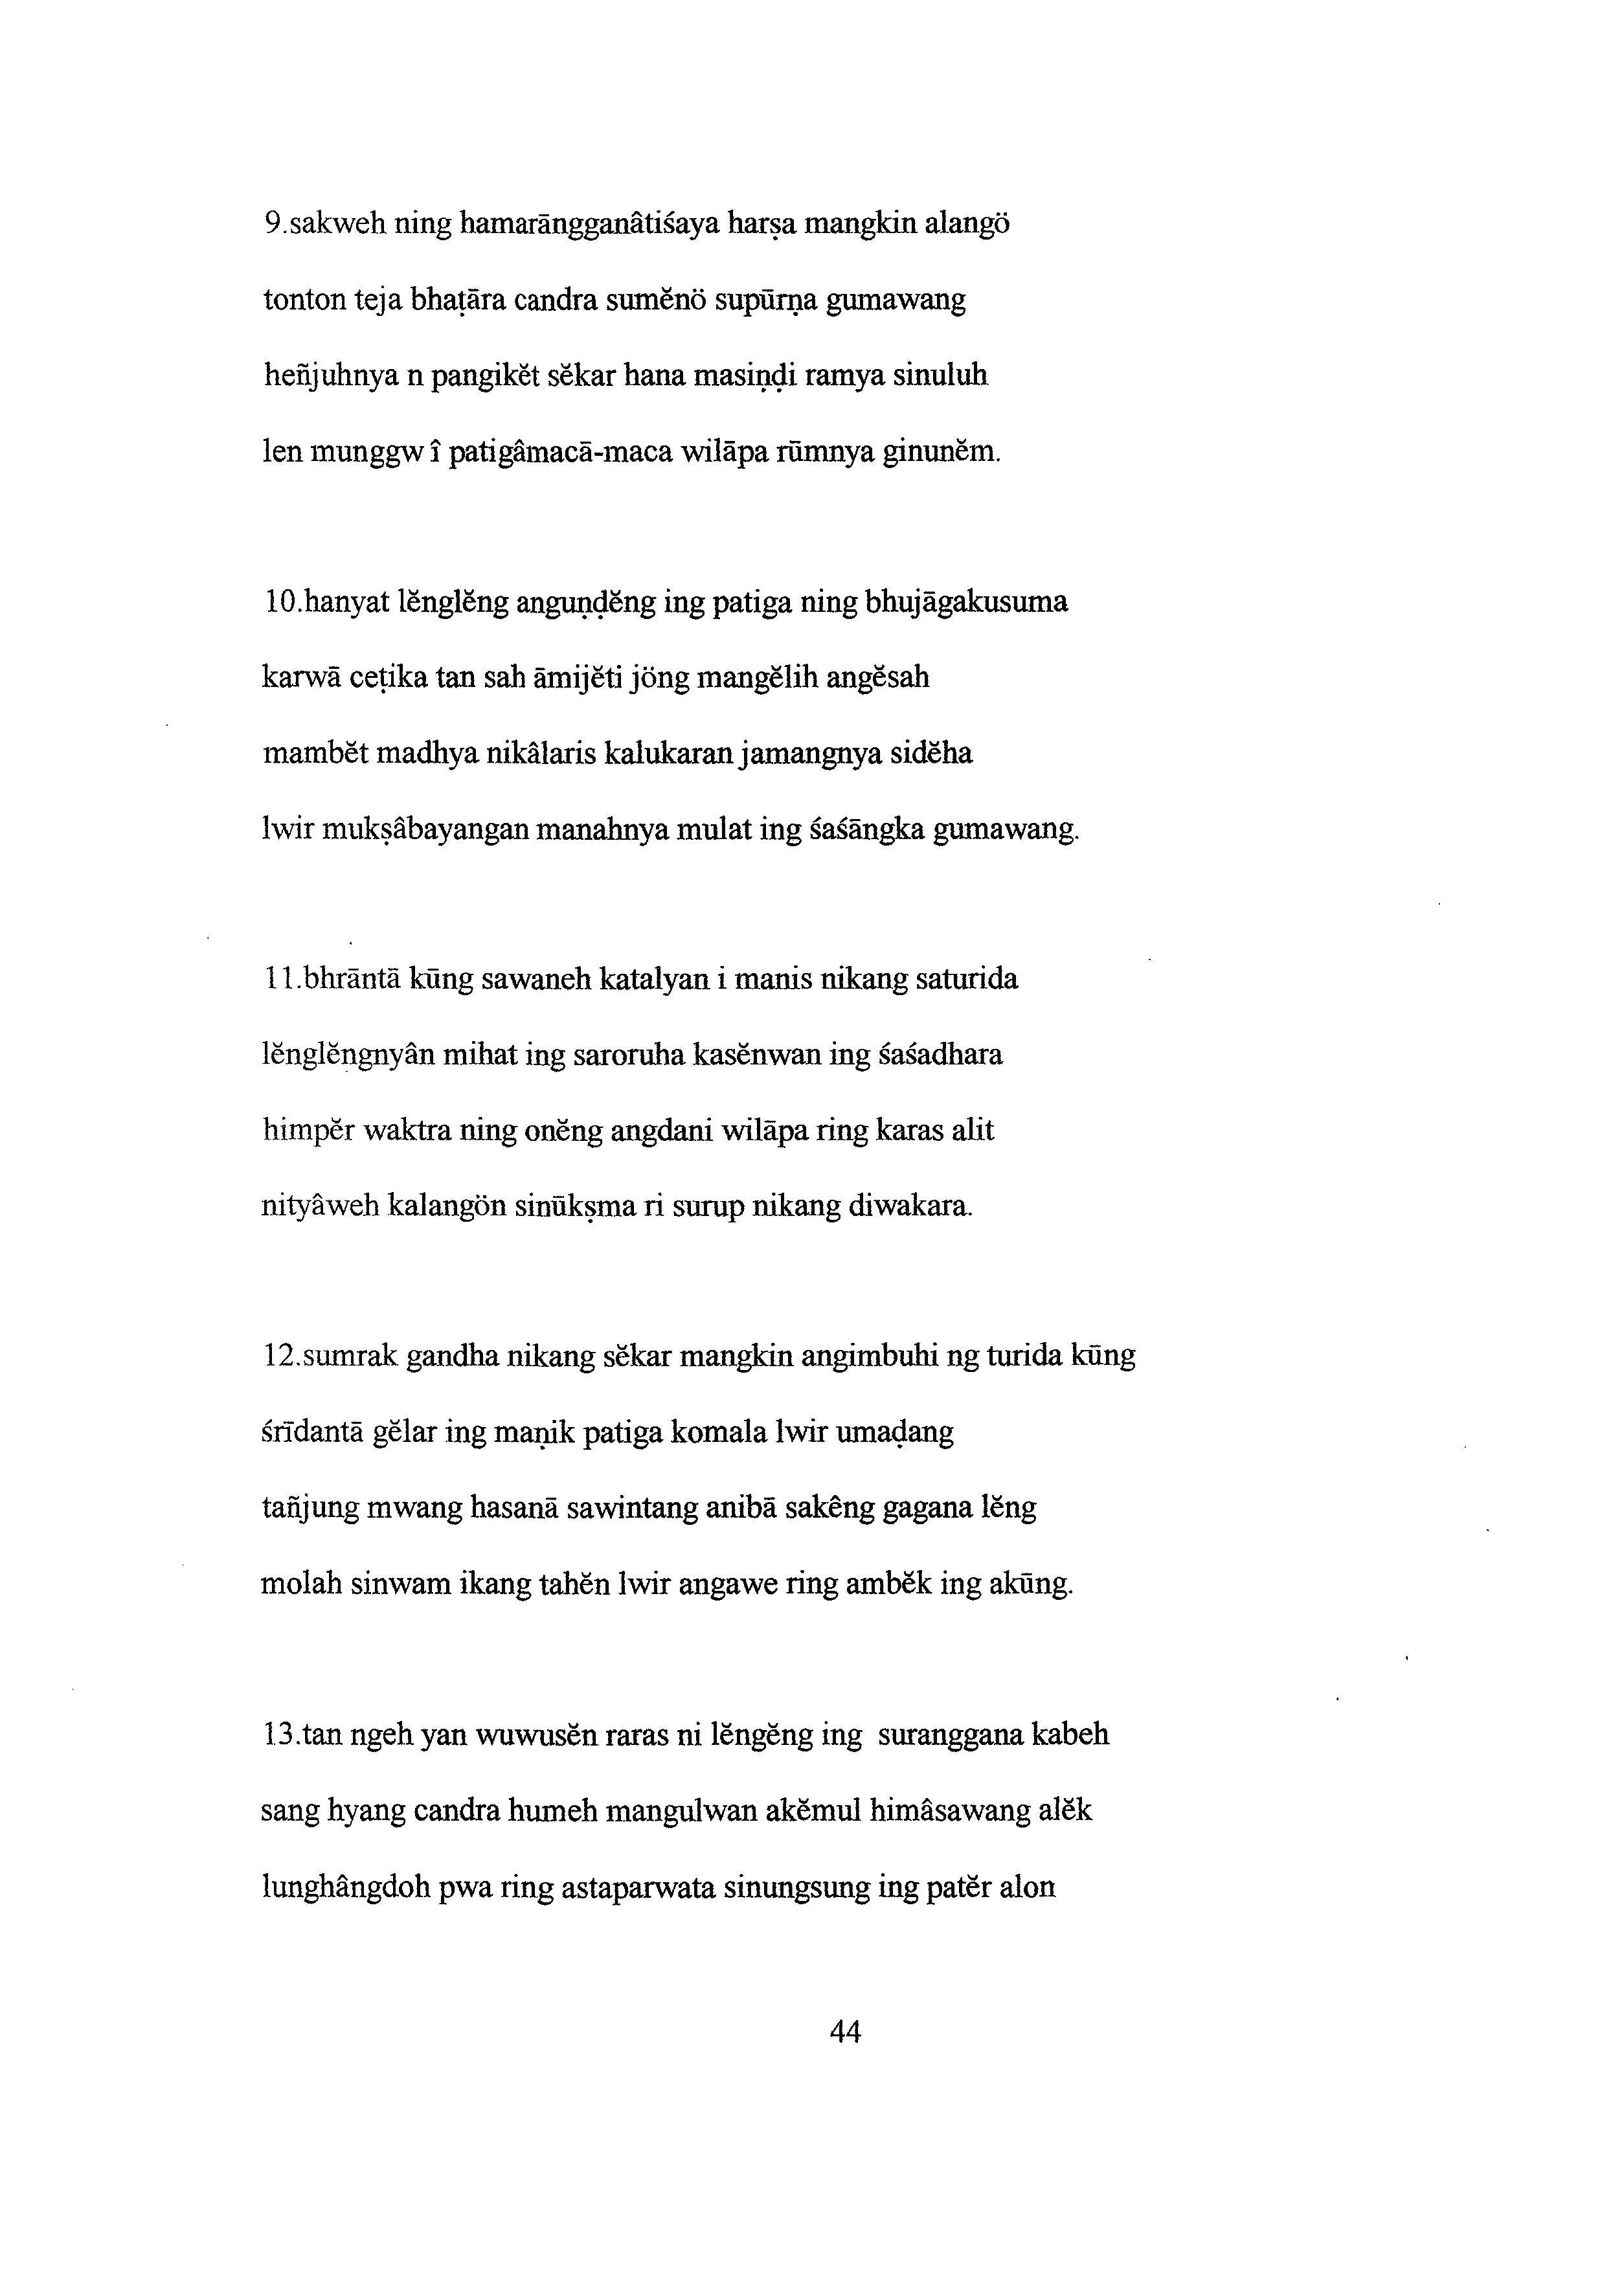 9.sakweh ning hamarāngganâtiśaya harṣa mangkin alangö
tonton teja bhaṭāra candra sumĕnö supūrṇa gumawang
heñjuhnya n pangikĕt sĕkar hana masiṇḍi ramya sinuluh
len munggw î patigâmacā-maca wilāpa rūmnya ginunĕm.
10.hanyat lĕnglĕng anguṇḍĕng ing patiga ning bhujāgakusuma
karwā ceṭika tan sah āmijĕti jöng mangĕlih angĕsah
mambĕt madhya nikâlaris kalukaran jamangnya sidĕha
lwir mukṣâbayangan manahnya mulat ing śaśāngka gumawang.
11.bhrāntā kūng sawaneh katalyan i manis nikang saturida
lĕnglĕngnyân mihat ing saroruha kasĕnwan ing śaśadhara
himpĕr waktra ning onĕng angdani wilāpa ring karas alit
nityâweh kalangön sinūkṣma ri surup nikang diwakara.
12.sumrak gandha nikang sĕkar mangkin angimbuhi ng turida kūng
śrīdantā gĕlar ing maṇik patiga komala lwir umaḍang
tañjung mwang hasanā sawintang anibā sakêng gagana lĕng
molah sinwam ikang tahĕn lwir angawe ring ambĕk ing akūng.
13.tan ngeh yan wuwusĕn raras ni lĕngĕng ing suranggana kabeh
sang hyang candra humeh mangulwan akĕmul himâsawang alĕk
lunghângdoh pwa ring astaparwata sinungsung ing patĕr alon
44